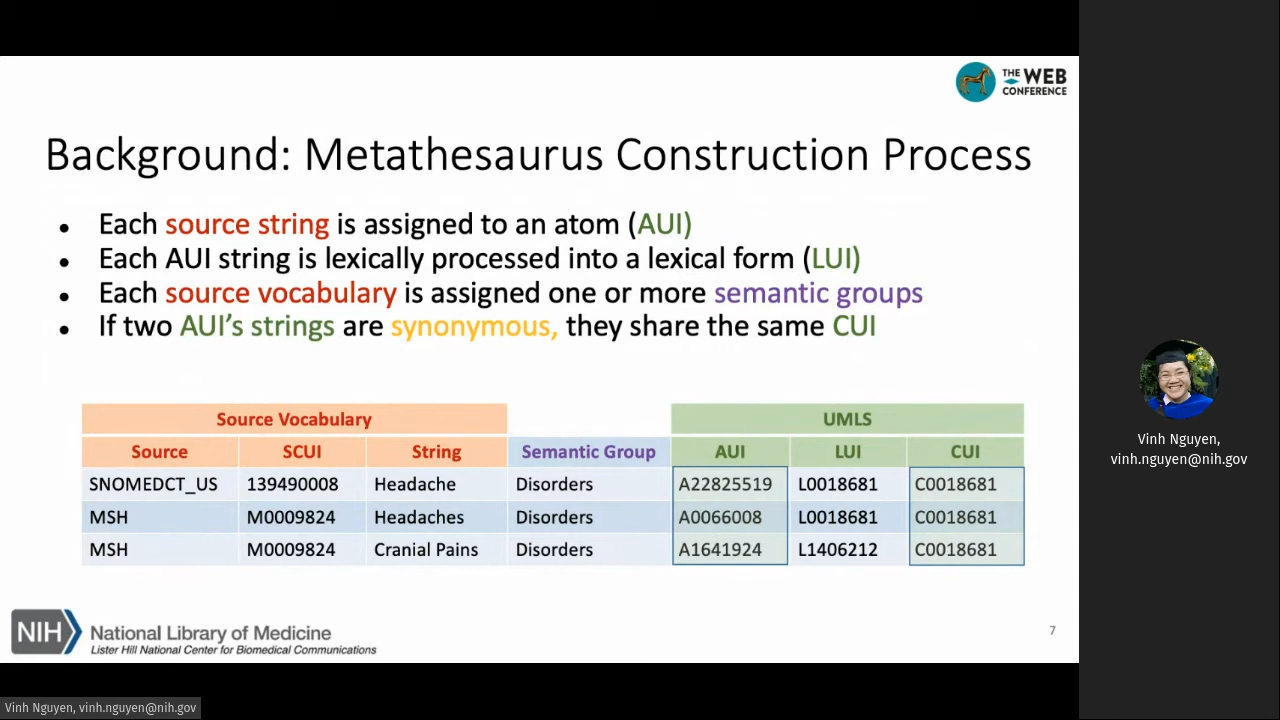 THE WEB
CONFERENCE
Background: Metathesaurus Construction Process
● Each source string is assigned to an atom (AUI)
● Each AUI string is lexically processed into a lexical form (LUI)
● Each source vocabulary is assigned one or more semantic groups
● If two AUI’s strings are synonymous, they share the same CUI
Source Vocabulary UMLS
Source SCUI String Semantic Group AUI LUI CUI
SNOMEDCT_US 139490008 Headache Disorders A22825519 L0018681 C0018681
MSH M0009824 Headaches Disorders A0066008 L0018681 C0018681
MSH M0009824 Cranial Pains Disorders A1641924 L1406212 C0018681
NIH National Library of Medicine
Lister Hill National Center for Biomedical Communications
7
Vinh Nguyen,
vinh.nguyen@nih.gov
Vinh Nguyen, vinh.nguyen@nih.gov